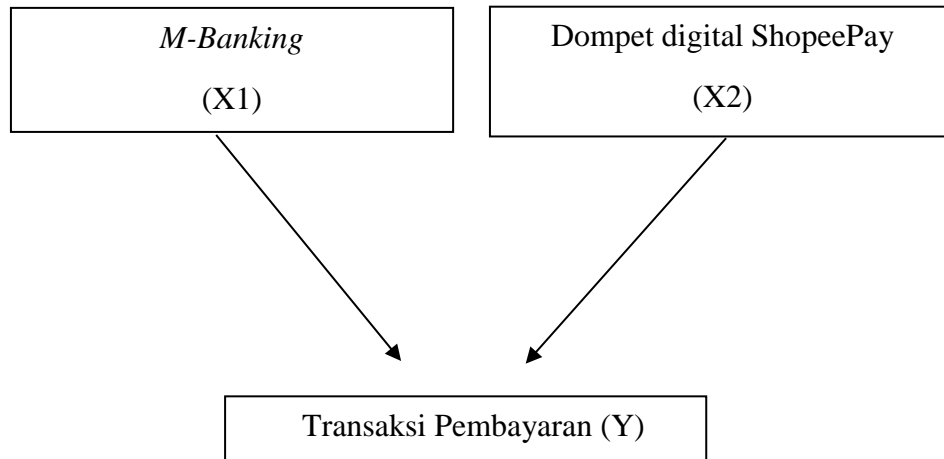 M-Banking
(X1)
Dompet digital ShopeePay
(X2)
Transaksi Pembayaran (Y)